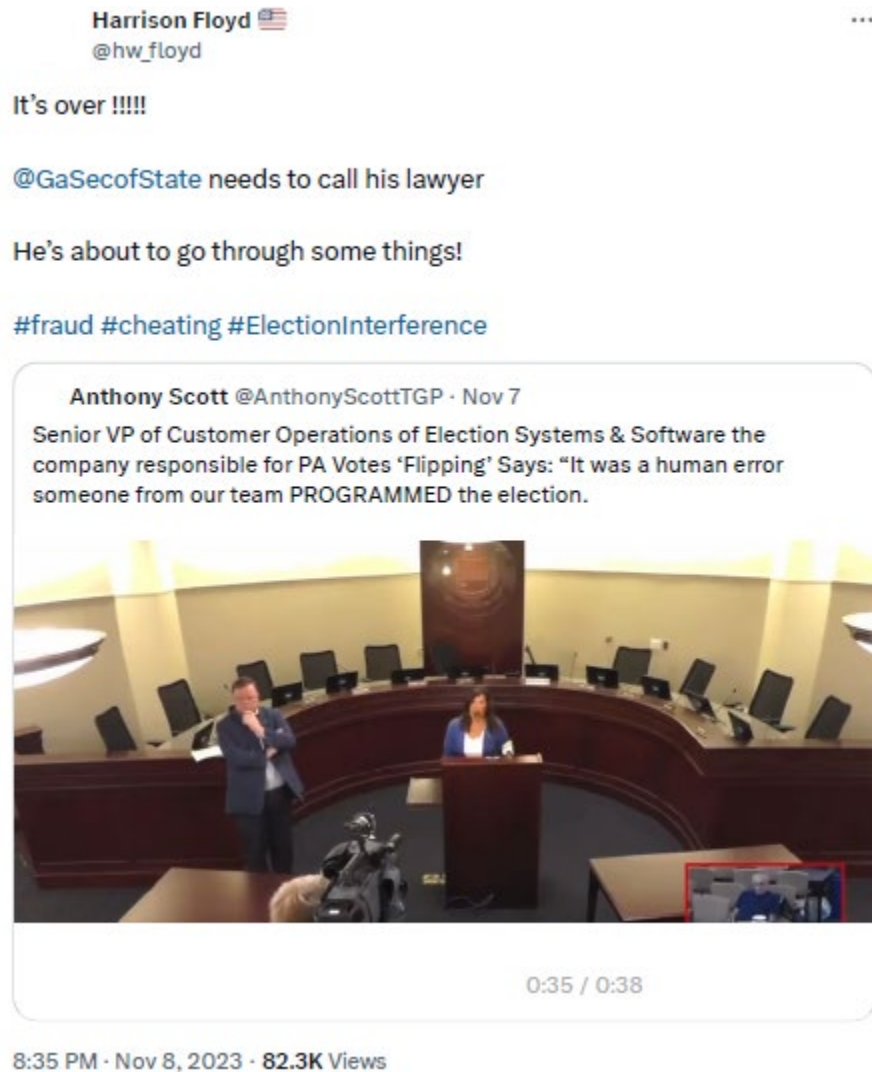 Harrison Floyd 🇺🇸
@hw_floyd
It's over !!!!!
@GaSecofState needs to call his lawyer
He's about to go through some things!
#fraud #cheating #ElectionInterference
Anthony Scott @AnthonyScottTGP · Nov 7
Senior VP of Customer Operations of Election Systems & Software the
company responsible for PA Votes ‘Flipping’ Says: “It was a human error
someone from our team PROGRAMMED the election.
0:35 / 0:38
8:35 PM · Nov 8, 2023 · 82.3K Views